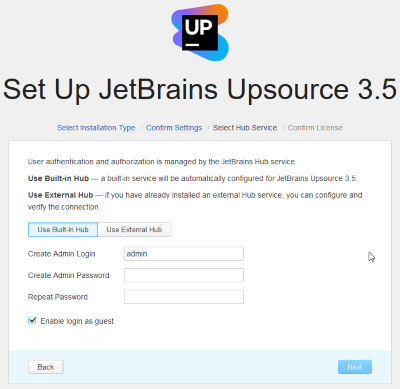 UP
Set Up JetBrains Upsource 3.5
Select Installation Type / Confirm Settings / Select Hub Service / Confirm License
User authentication and authorization is managed by the JetBrains Hub service.
Use Built-in Hub — a built-in service will be automatically configured for JetBrains Upsource 3.5.
Use External Hub — if you have already installed an external Hub service, you can configure and
verify the connection.
Use Built-In Hub Use External Hub
Create Admin Login admin
Create Admin Password
Repeat Password
Enable login as guest
Back Next